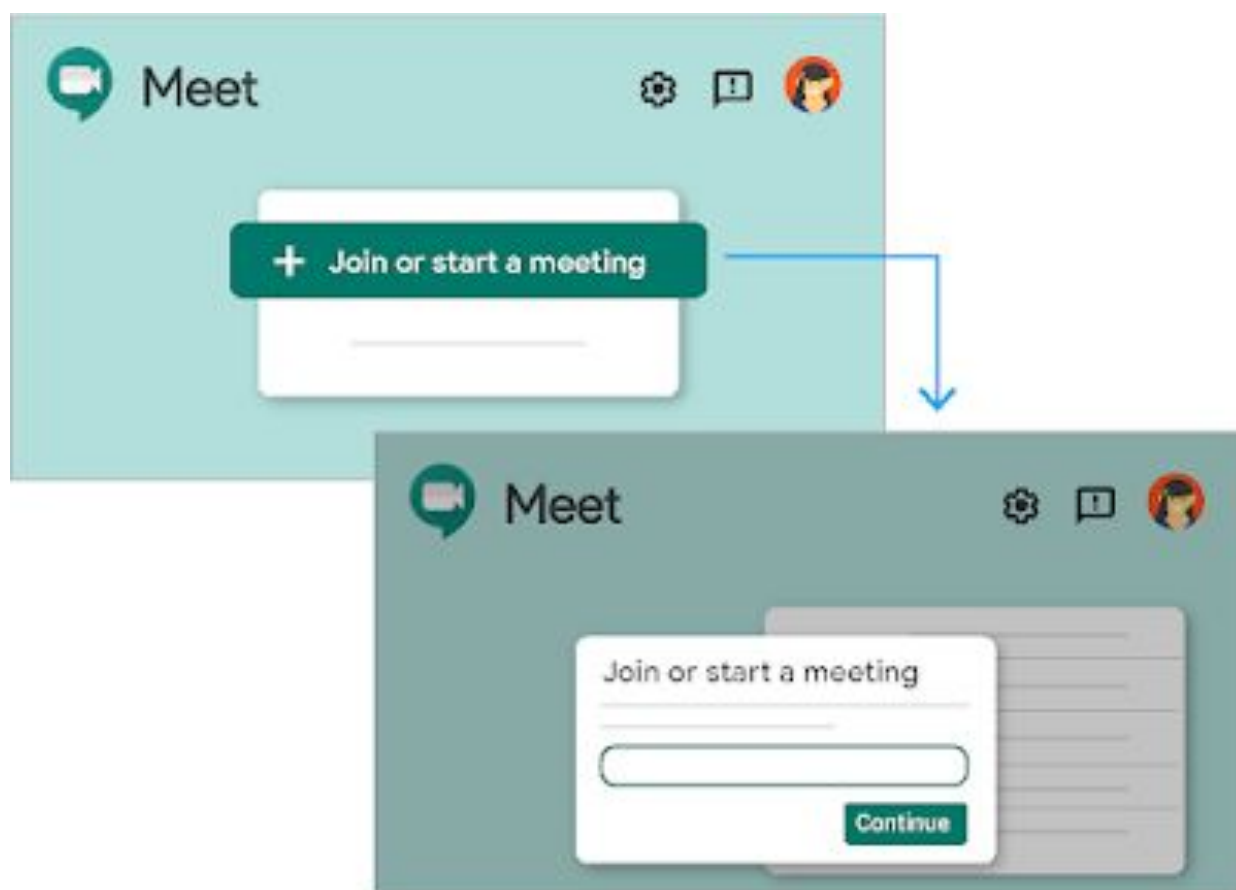 Meet
+ Join or start a meeting
Meet
Join or start a meeting
Continue